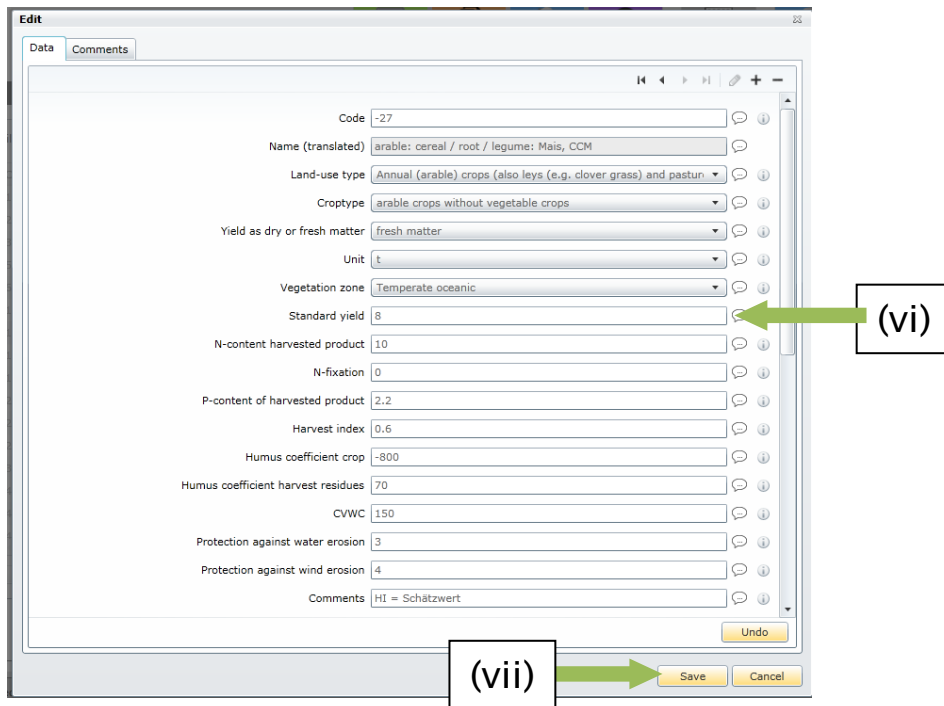 Edit
Data Comments
Code -27
Name (translated) arable: cereal / root / legume: Mais, CCM
Land-use type Annual (arable) crops (also leys (e.g. clover grass) and pastur
Croptype arable crops without vegetable crops
Yield as dry or fresh matter fresh matter
Unit t
Vegetation zone Temperate oceanic
Standard yield 8
(vi)
N-content harvested product 10
N-fixation 0
P-content of harvested product 2.2
Harvest index 0.6
Humus coefficient crop -800
Humus coefficient harvest residues 70
CVWC 150
Protection against water erosion 3
Protection against wind erosion 4
Comments HI = Schätzwert
Undo
(vii)
Save Cancel